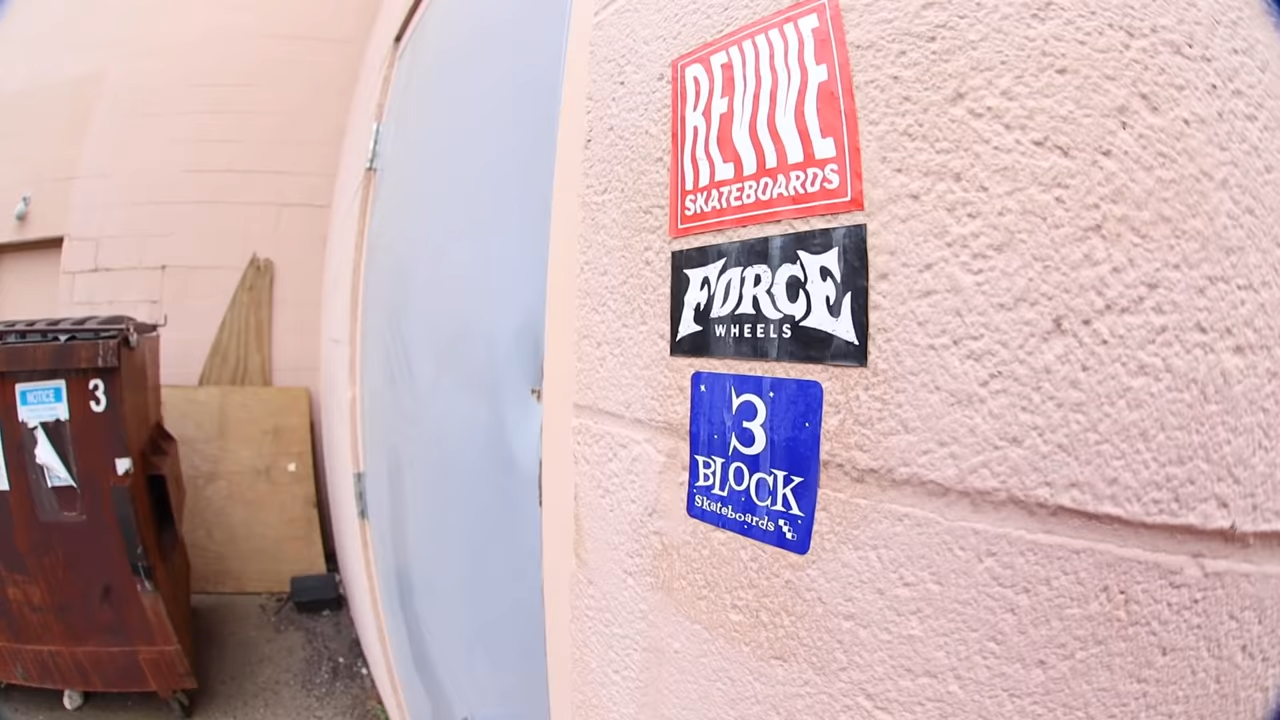 REVIVE
SKATEBOARDS
FORCE
WHEELS
3
BLOCK
Skateboards
NOTICE
3